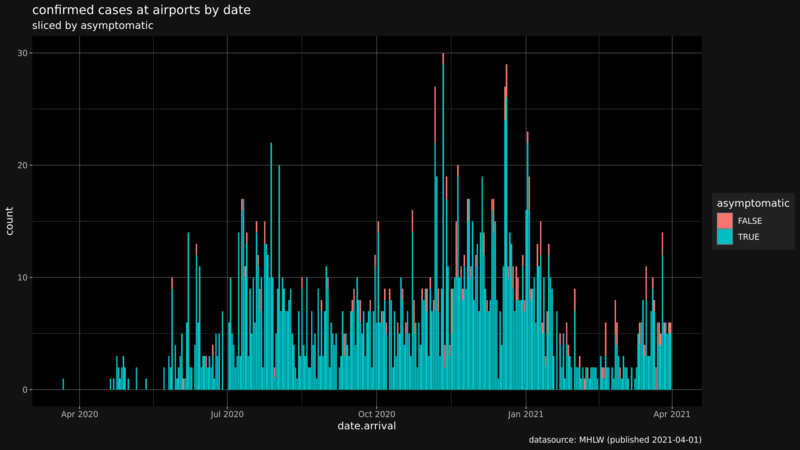 confirmed cases at airports by date
sliced by asymptomatic
30
20
10
0
count
Apr 2020
Jul 2020
Oct 2020
Jan 2021
Apr 2021
date.arrival
asymptomatic
FALSE
TRUE
datasource: MHLW (published 2021-04-01)